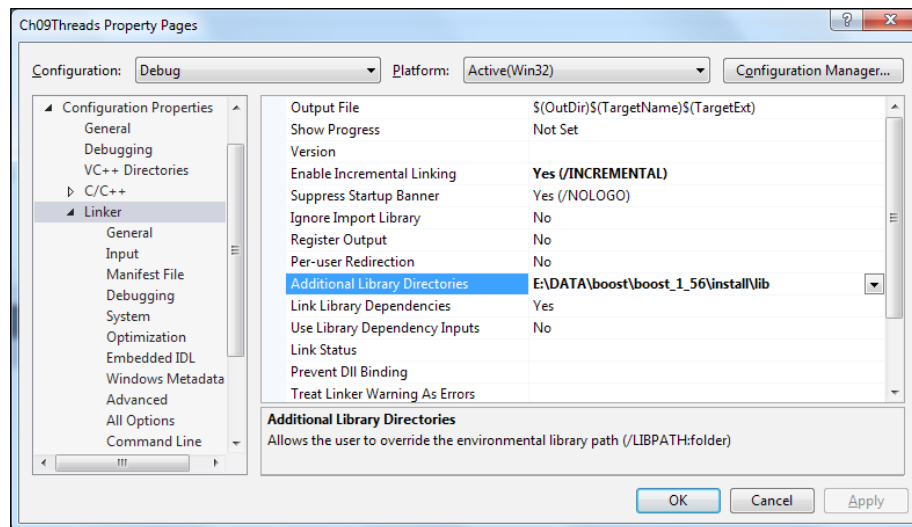 Ch09Threads Property Pages
Configuration: Debug Platform: Active(Win32) Configuration Manager...
Configuration Properties
General
Debugging
VC++ Directories
C/C++
Linker
General
Input
Manifest File
Debugging
System
Optimization
Embedded IDL
Windows Metadata
Advanced
All Options
Command Line
Output File $(OutDir)$(TargetName)$(TargetExt)
Show Progress Not Set
Version
Enable Incremental Linking Yes (/INCREMENTAL)
Suppress Startup Banner Yes (/NOLOGO)
Ignore Import Library No
Register Output No
Per-user Redirection No
Additional Library Directories E:\DATA\boost\boost_1_56\install\lib
Link Library Dependencies Yes
Use Library Dependency Inputs No
Link Status
Prevent Dll Binding
Treat Linker Warning As Errors
Additional Library Directories
Allows the user to override the environmental library path (/LIBPATH:folder)
OK Cancel Apply